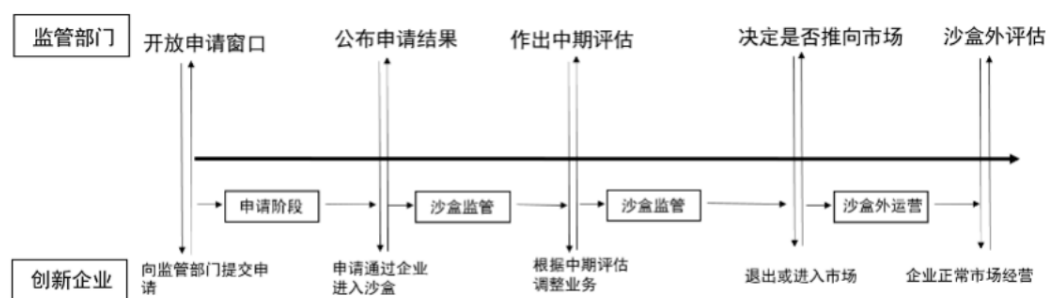 监管部门
开放申请窗口
公布申请结果
作出中期评估
决定是否推向市场
沙盒外评估
申请阶段
沙盒监管
沙盒监管
沙盒外运营
创新企业
向监管部门提交申
请
申请通过企业
进入沙盒
根据中期评估
调整业务
退出或进入市场
企业正常市场经营